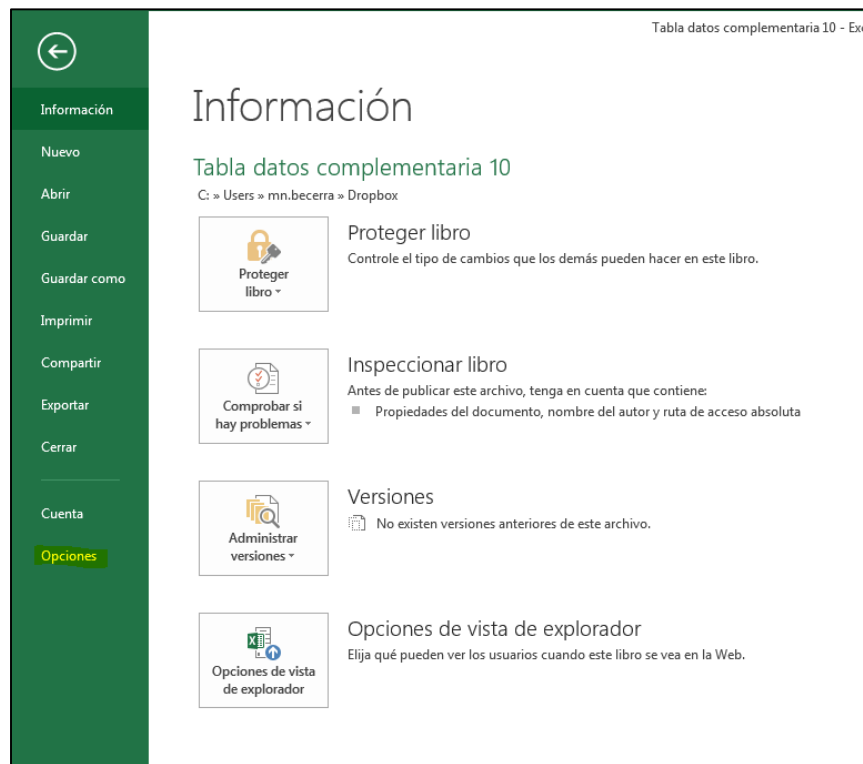 Tabla datos complementaria 10 - Exc
Información
Nuevo
Abrir
Guardar
Guardar como
Imprimir
Compartir
Exportar
Cerrar
Cuenta
Opciones
Información
Tabla datos complementaria 10
C: » Users » mn.becerra » Dropbox
Proteger
libro
Proteger libro
Controle el tipo de cambios que los demás pueden hacer en este libro.
Comprobar si
hay problemas
Inspeccionar libro
Antes de publicar este archivo, tenga en cuenta que contiene:
Propiedades del documento, nombre del autor y ruta de acceso absoluta
Administrar
versiones
Versiones
No existen versiones anteriores de este archivo.
Opciones de vista
de explorador
Opciones de vista de explorador
Elija qué pueden ver los usuarios cuando este libro se vea en la Web.